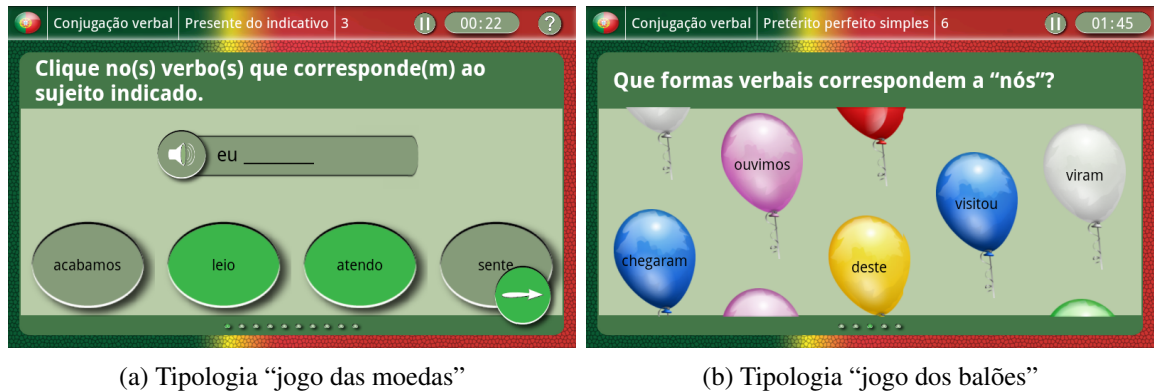 Conjugação verbal Presente do indicativo 3 00:22 ?
Clique no(s) verbo(s) que corresponde(m) ao
sujeito indicado.
eu _______
acabamos leio atendo sente
(a) Tipologia “jogo das moedas”
Conjugação verbal Pretérito perfeito simples 6 01:45
Que formas verbais correspondem a “nós”?
ouvimos
viram
visitou
chegaram
deste
(b) Tipologia “jogo dos balões”